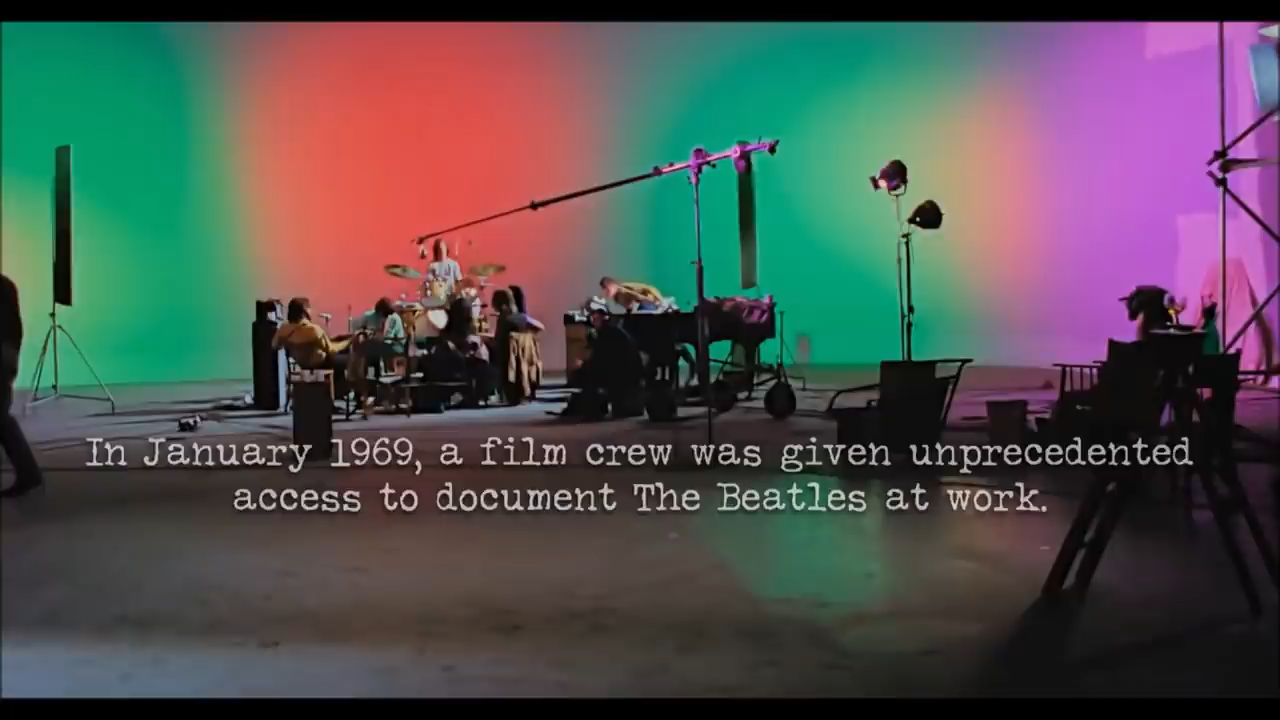 In January 1969, a film crew was given unprecedented
access to document The Beatles at work.